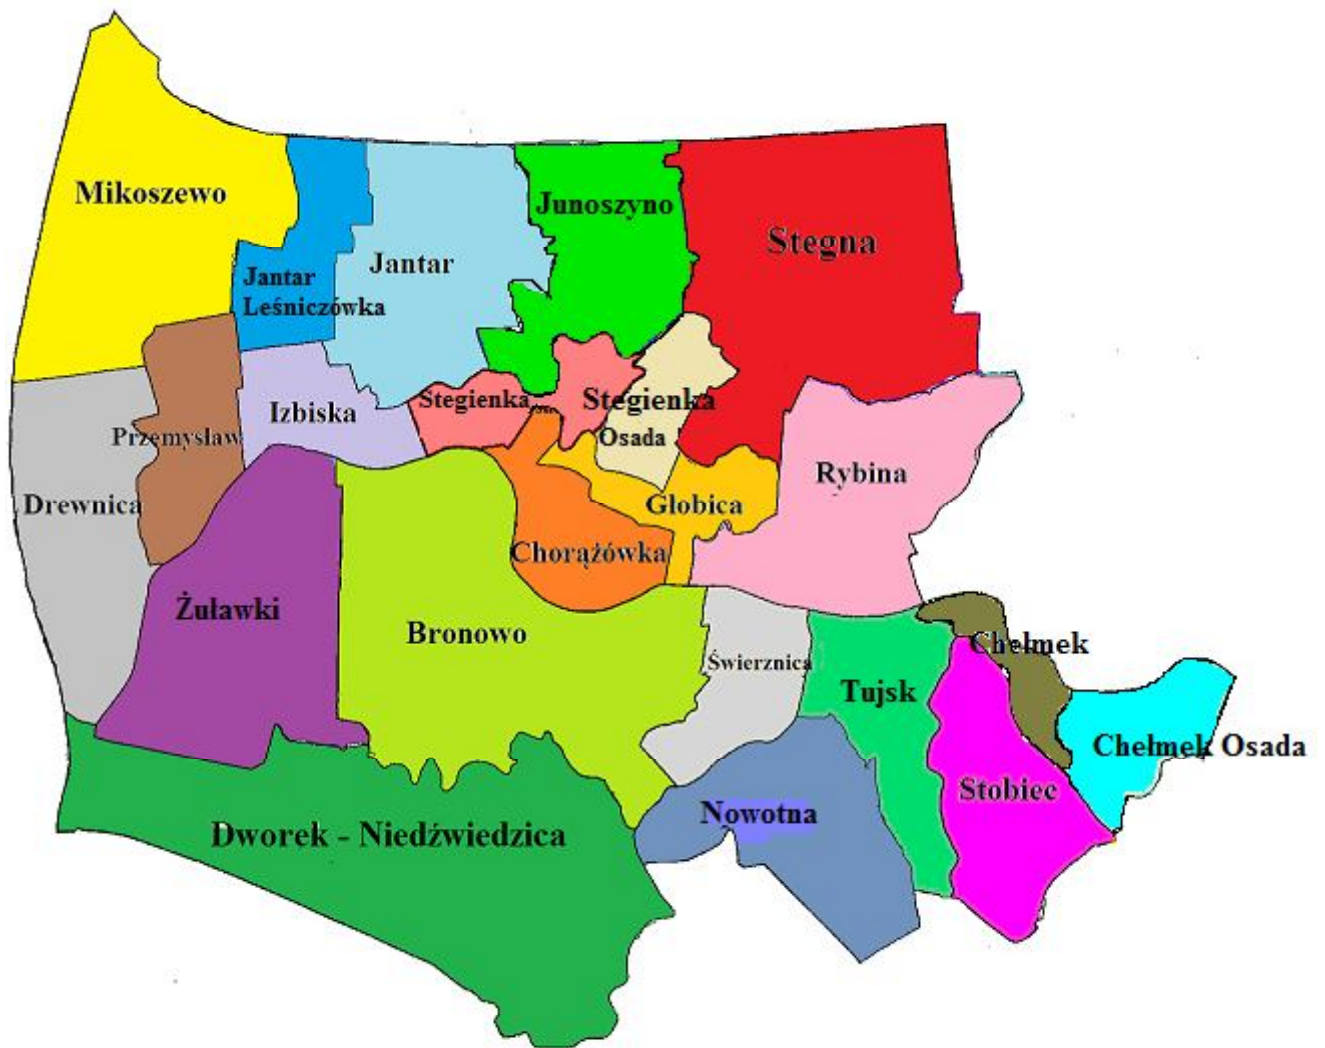 Mikoszewo
Junoszyno
Stegna
Jantar
Jantar
Leśniczówka
Stegienka
Stegienka
Osada
Izbiska
Przemysław
Rybina
Drewnica
Głobica
Chorążówka
Żuławki
Bronowo
Świerznica
Chełmek
Tujsk
Chełmek Osada
Stobiec
Nowotna
Dworek - Niedźwiedzica